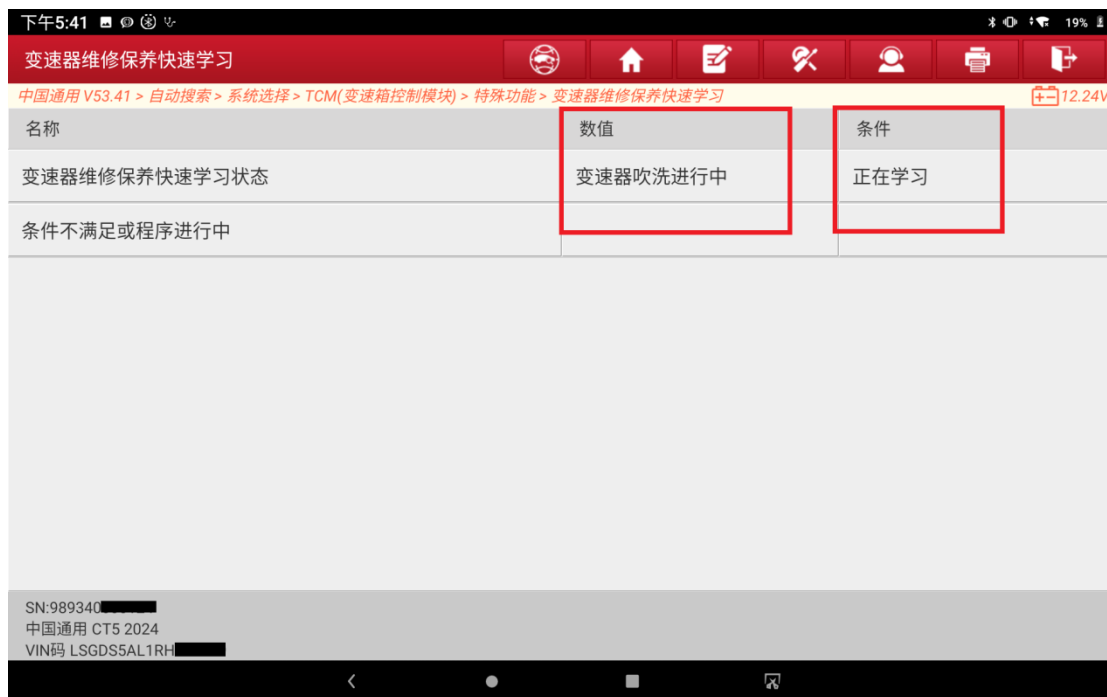 下午5:41 19%
变速器维修保养快速学习
中国通用 V53.41 > 自动搜索 > 系统选择 > TCM(变速箱控制模块) > 特殊功能 > 变速器维修保养快速学习 12.24V
名称 数值 条件
变速器维修保养快速学习状态 变速器吹洗进行中 正在学习
条件不满足或程序进行中
SN:989340
中国通用 CT5 2024
VIN码 LSGDS5AL1RH